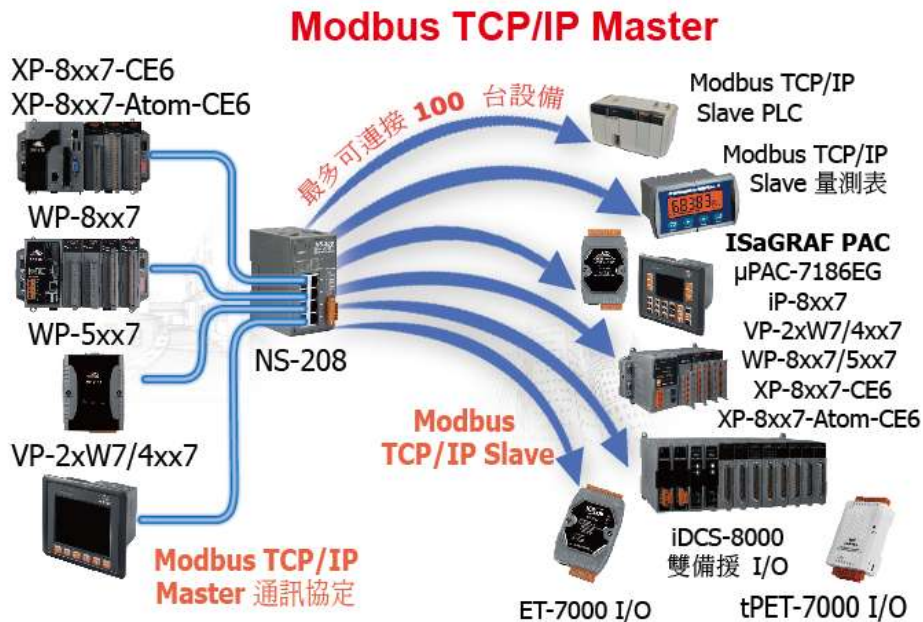 Modbus TCP/IP Master
XP-8xx7-CE6
XP-8xx7-Atom-CE6
WP-8xx7
WP-5xx7
VP-2xW7/4xx7
NS-208
最多可連接 100 台設備
Modbus TCP/IP
Slave PLC
Modbus TCP/IP
Slave 量測表
68383
ISaGRAF PAC
μPAC-7186EG
iP-8xx7
VP-2xW7/4xx7
WP-8xx7/5xx7
XP-8xx7-CE6
XP-8xx7-Atom-CE6
Modbus
TCP/IP Slave
Modbus TCP/IP
Master 通訊協定
iDCS-8000
雙備援 I/O
ET-7000 I/O
tPET-7000 I/O